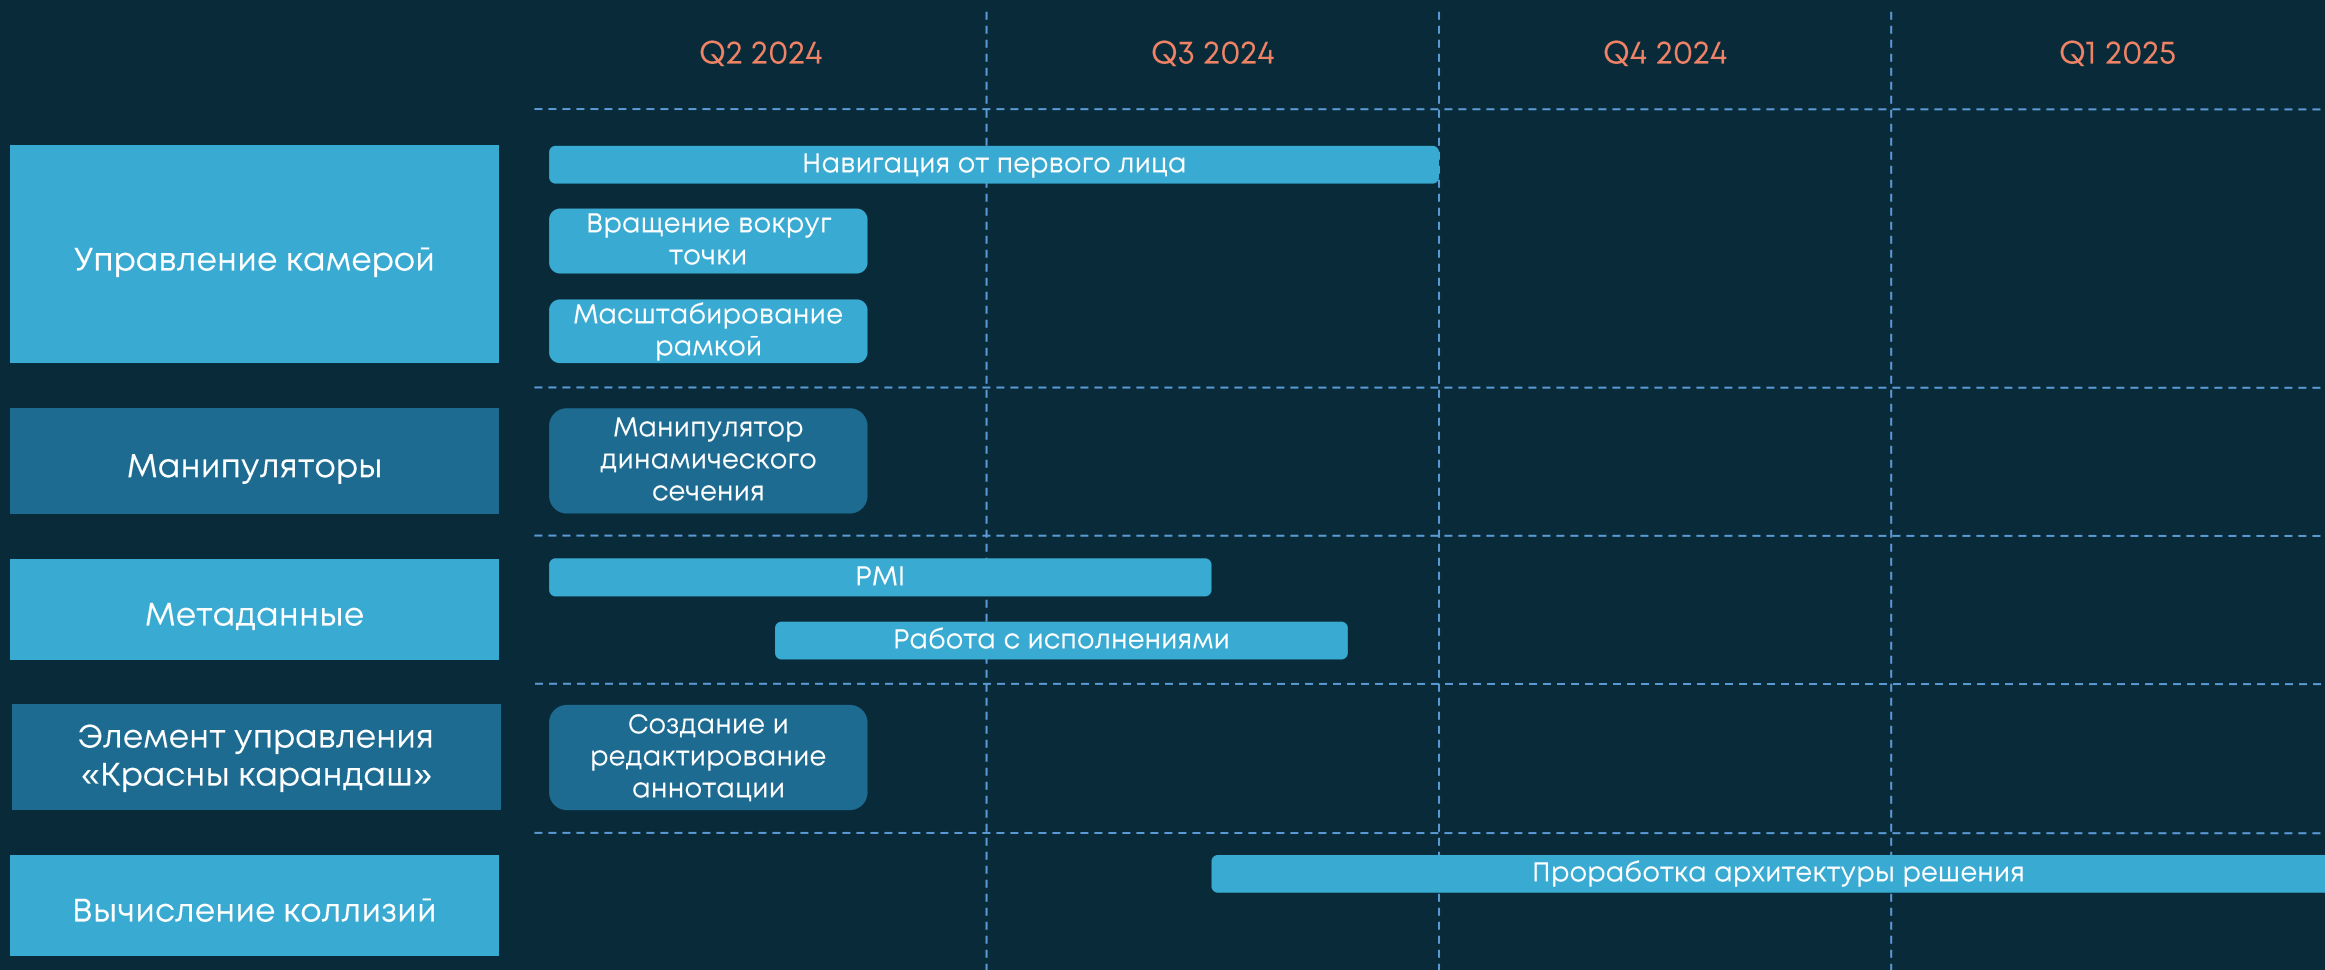 Q2 2024
Q3 2024
Q4 2024
Q1 2025
Управление камерой
Навигация от первого лица
Вращение вокруг
точки
Масштабирование
рамкой
Манипуляторы
Манипулятор
динамического
сечения
Метаданные
PMI
Работа с исполнениями
Элемент управления
«Красны карандаш»
Создание и
редактирование
аннотации
Вычисление коллизий
Проработка архитектуры решения